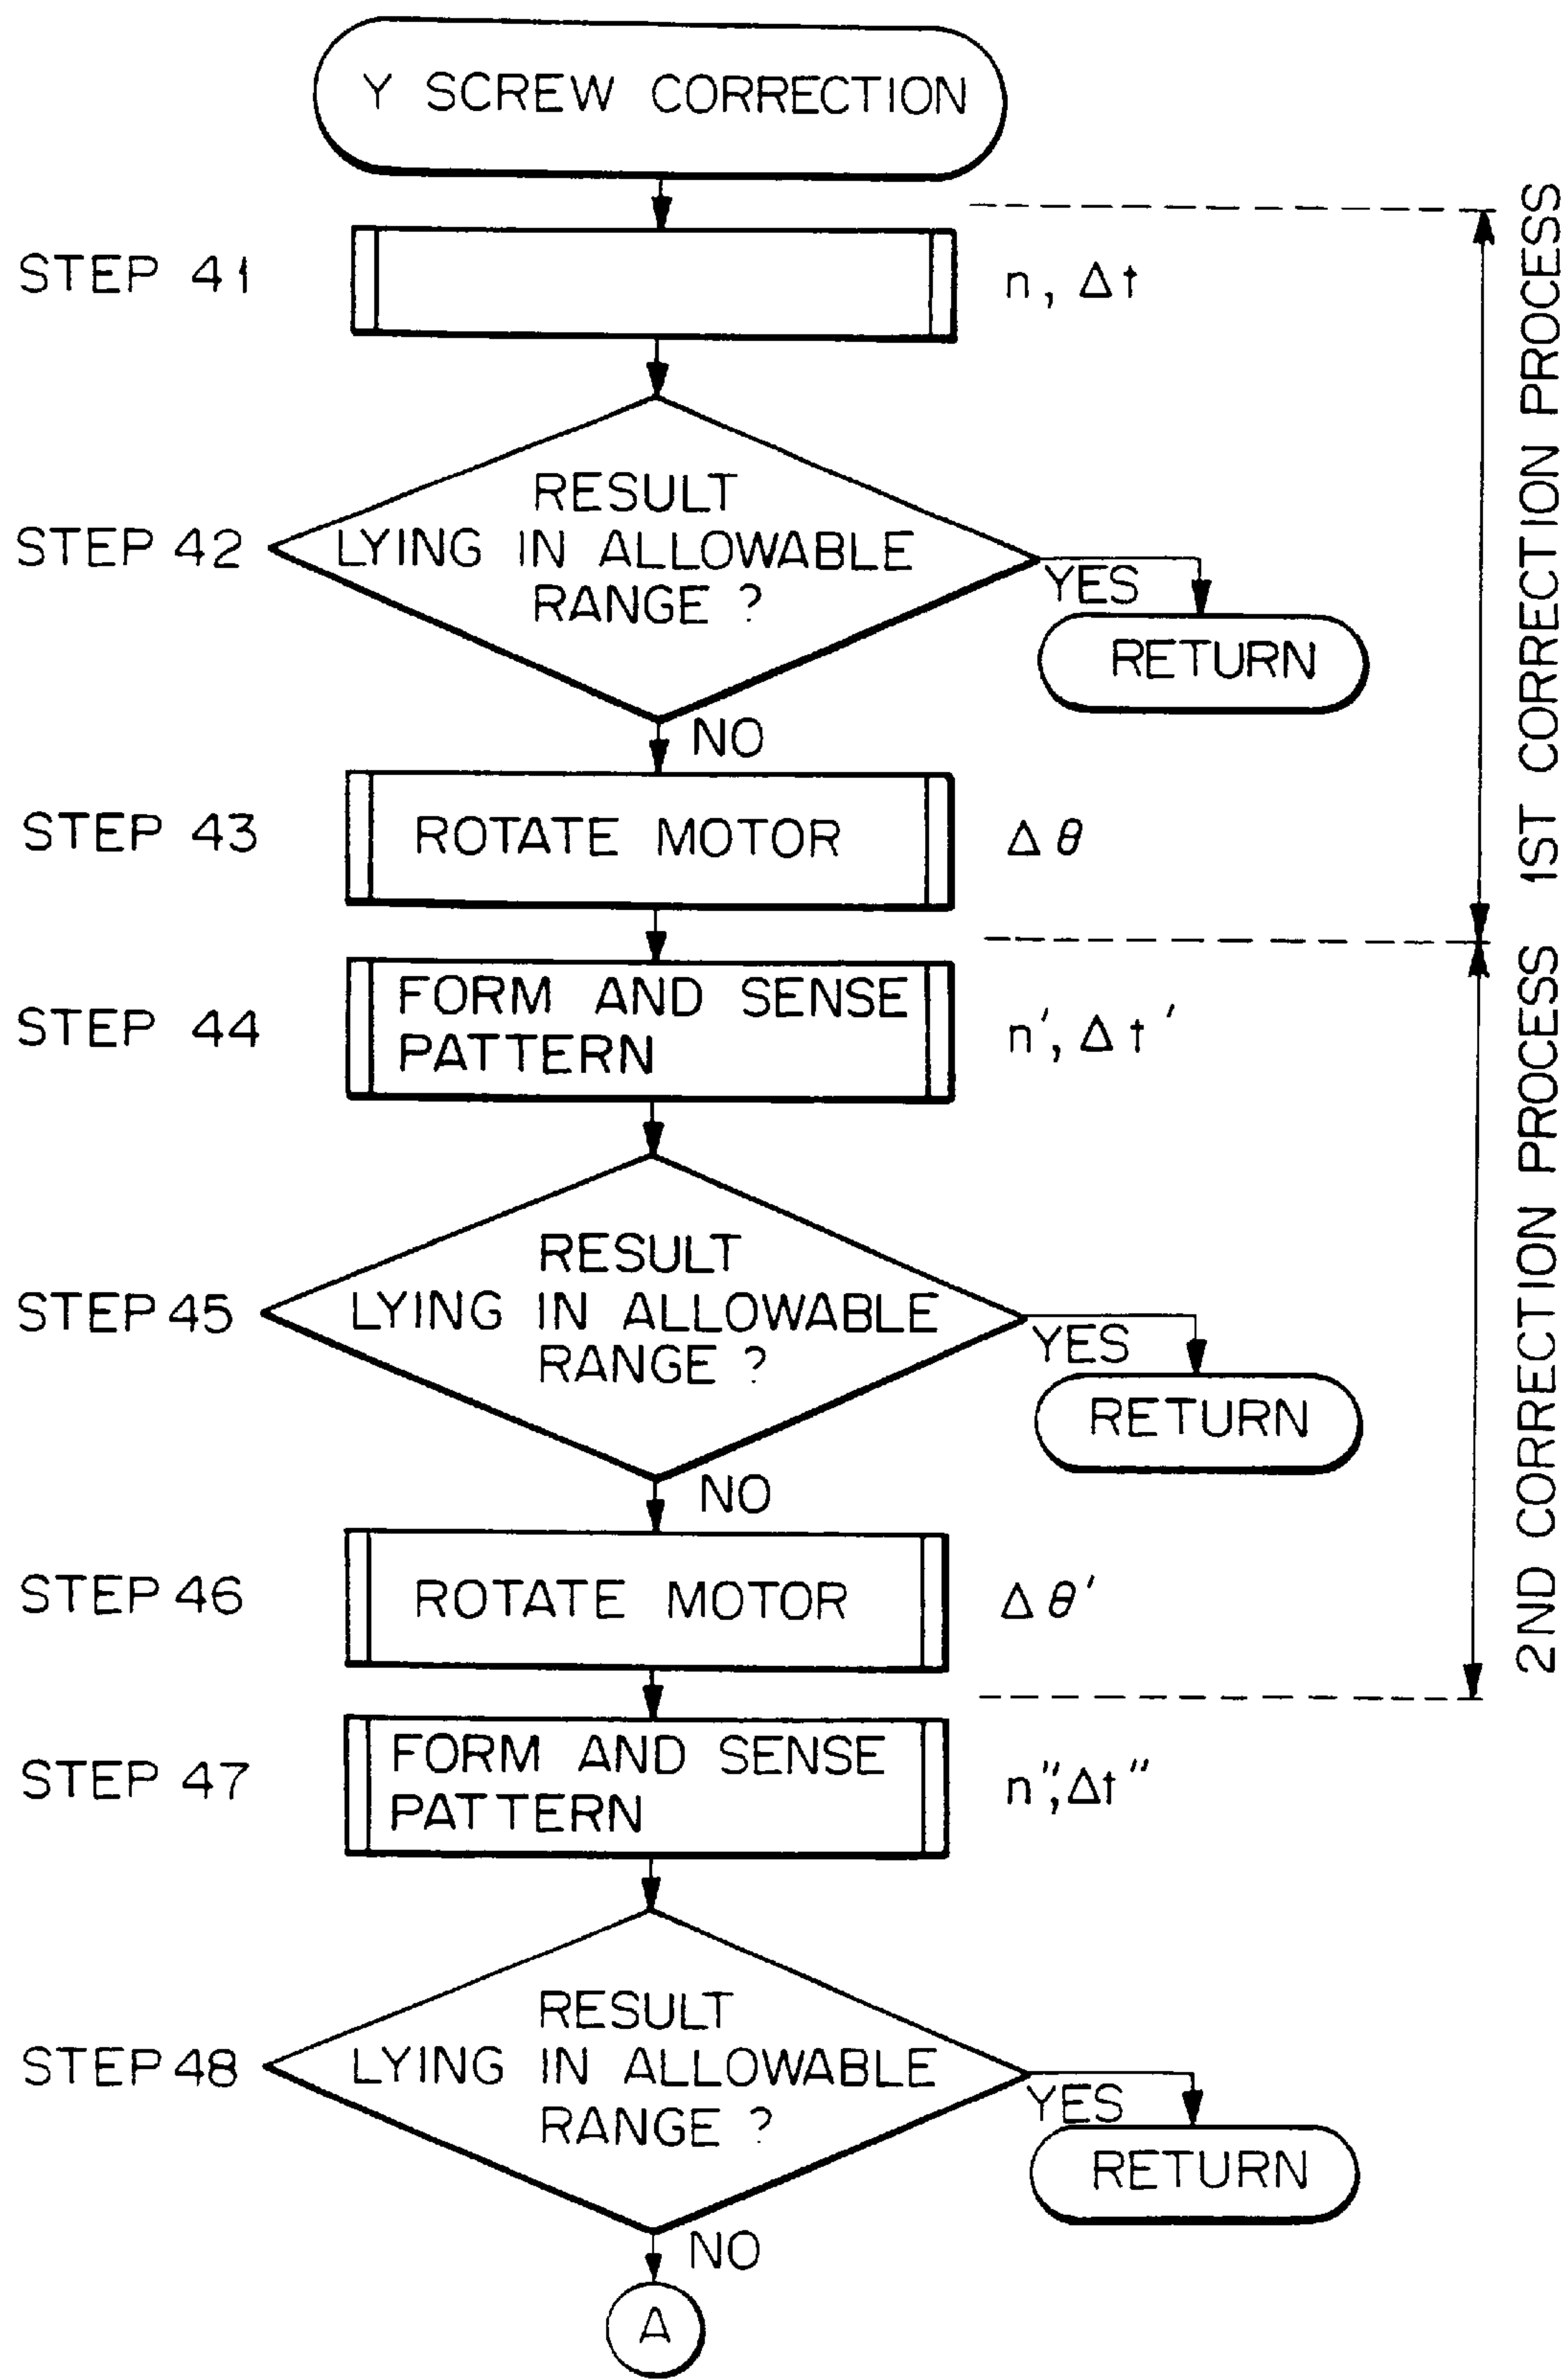 Y SCREW CORRECTION
STEP 41
n, Δt
STEP 42
RESULT
LYING IN ALLOWABLE
RANGE ?
YES
RETURN
NO
STEP 43
ROTATE MOTOR
Δθ
1ST CORRECTION PROCESS
STEP 44
FORM AND SENSE
PATTERN
n', Δt'
STEP 45
RESULT
LYING IN ALLOWABLE
RANGE ?
YES
RETURN
NO
STEP 46
ROTATE MOTOR
Δθ'
2ND CORRECTION PROCESS
STEP 47
FORM AND SENSE
PATTERN
n", Δt"
STEP 48
RESULT
LYING IN ALLOWABLE
RANGE ?
YES
RETURN
NO
A